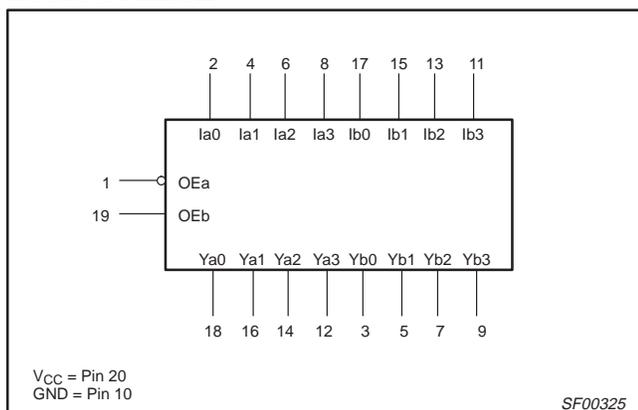 2 4 6 8 17 15 13 11
Ia0 Ia1 Ia2 Ia3 Ib0 Ib1 Ib2 Ib3
1 OEa
19 OEb
Ya0 Ya1 Ya2 Ya3 Yb0 Yb1 Yb2 Yb3
18 16 14 12 3 5 7 9
VCC = Pin 20
GND = Pin 10
SF00325